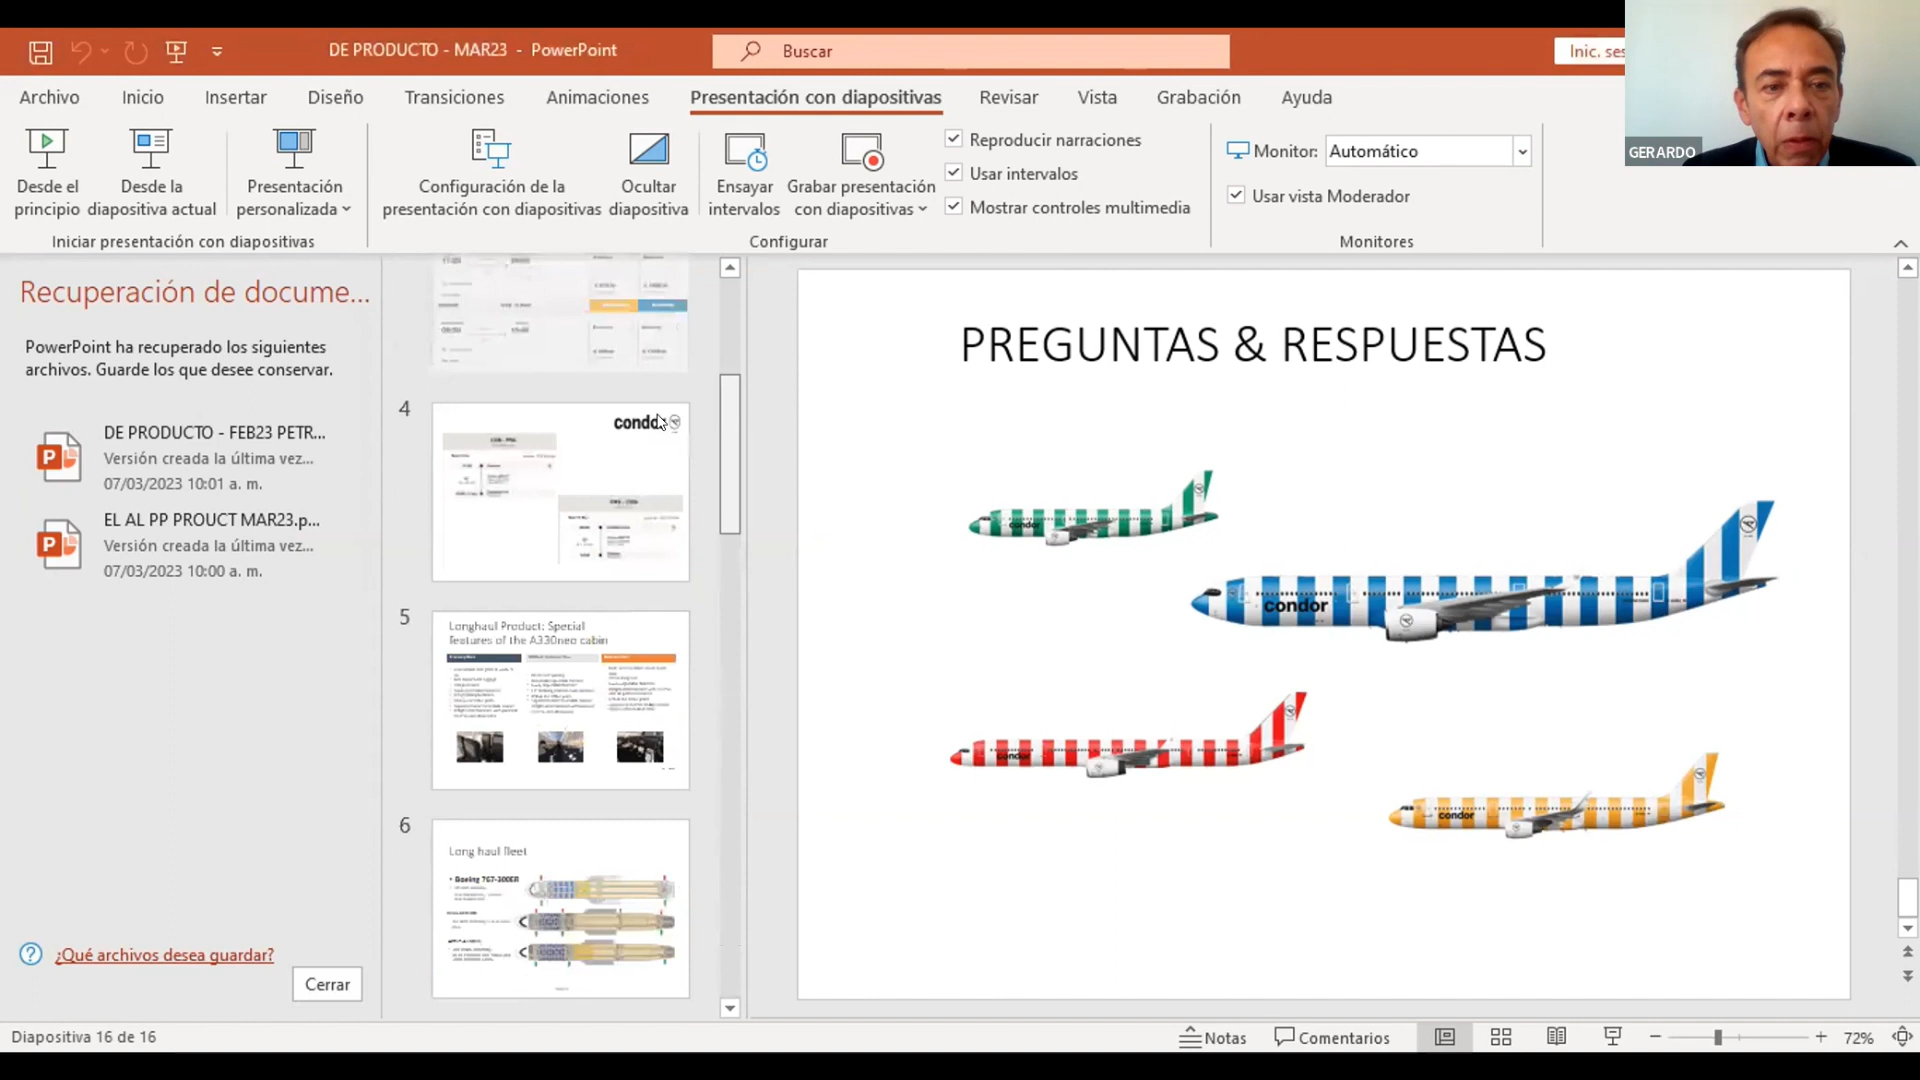 DE PRODUCTO - MAR23 - PowerPoint
Buscar
Inic. ses
Archivo
Inicio
Insertar
Diseño
Transiciones
Animaciones
Presentación con diapositivas
Revisar
Vista
Grabación
Ayuda
Desde el
principio
Desde la
diapositiva actual
Presentación
personalizada
Iniciar presentación con diapositivas
Configuración de la
presentación con diapositivas
Ocultar
diapositiva
Ensayar
intervalos
Grabar presentación
con diapositivas
Reproducir narraciones
Usar intervalos
Mostrar controles multimedia
Configurar
Monitor:
Automático
Usar vista Moderador
Monitores
GERARDO
Recuperación de docume...
PowerPoint ha recuperado los siguientes
archivos. Guarde los que desee conservar.
DE PRODUCTO - FEB23 PETR...
Versión creada la última vez...
07/03/2023 10:01 a. m.
EL AL PP PROUCT MAR23.p...
Versión creada la última vez...
07/03/2023 10:00 a. m.
¿Qué archivos desea guardar?
Cerrar
4
condor
5
Longhaul Product: Special
features of the A330neo cabin
6
Long haul fleet
• Boeing 767-300ER
PREGUNTAS & RESPUESTAS
condor
condor
condor
condor
Diapositiva 16 de 16
Notas
Comentarios
72%